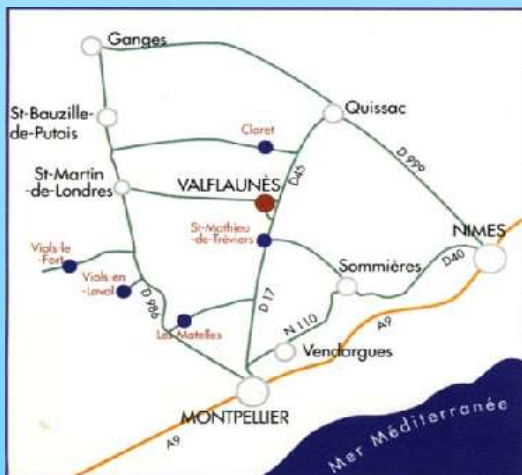 Ganges
St-Bauzille-
de-Putois
Quissac
Claret
D 999
D45
St-Martin
-de-Londres
VALFLAUNÈS
St-Mathieu
-de-Tréviers
NIMES
Viols-le
-Fort
Viols-en
-Laval
Sommières
D40
D 986
D 17
Les Matelles
N 110
A9
Vendargues
MONTPELLIER
A9
Mer Méditerranée